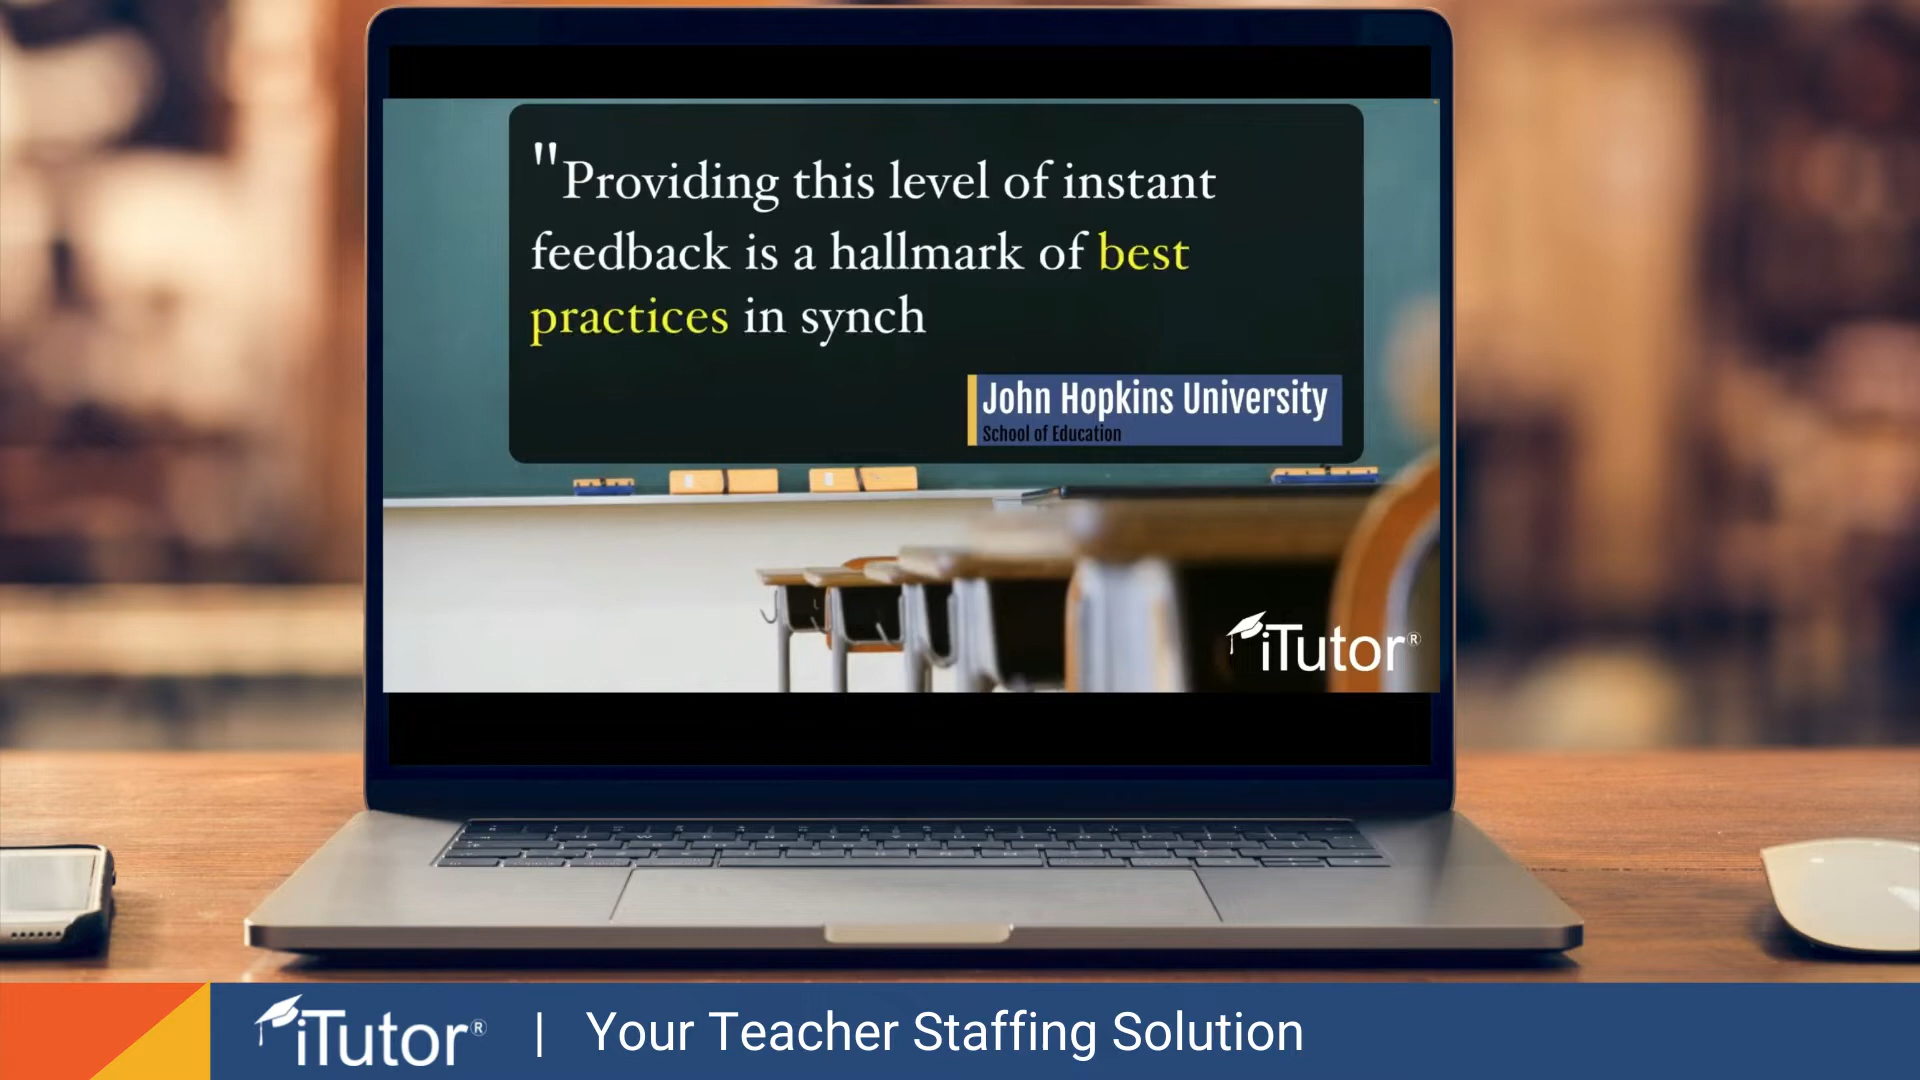 "Providing this level of instant
feedback is a hallmark of best
practices in synch
John Hopkins University
School of Education
iTutor®
iTutor® | Your Teacher Staffing Solution